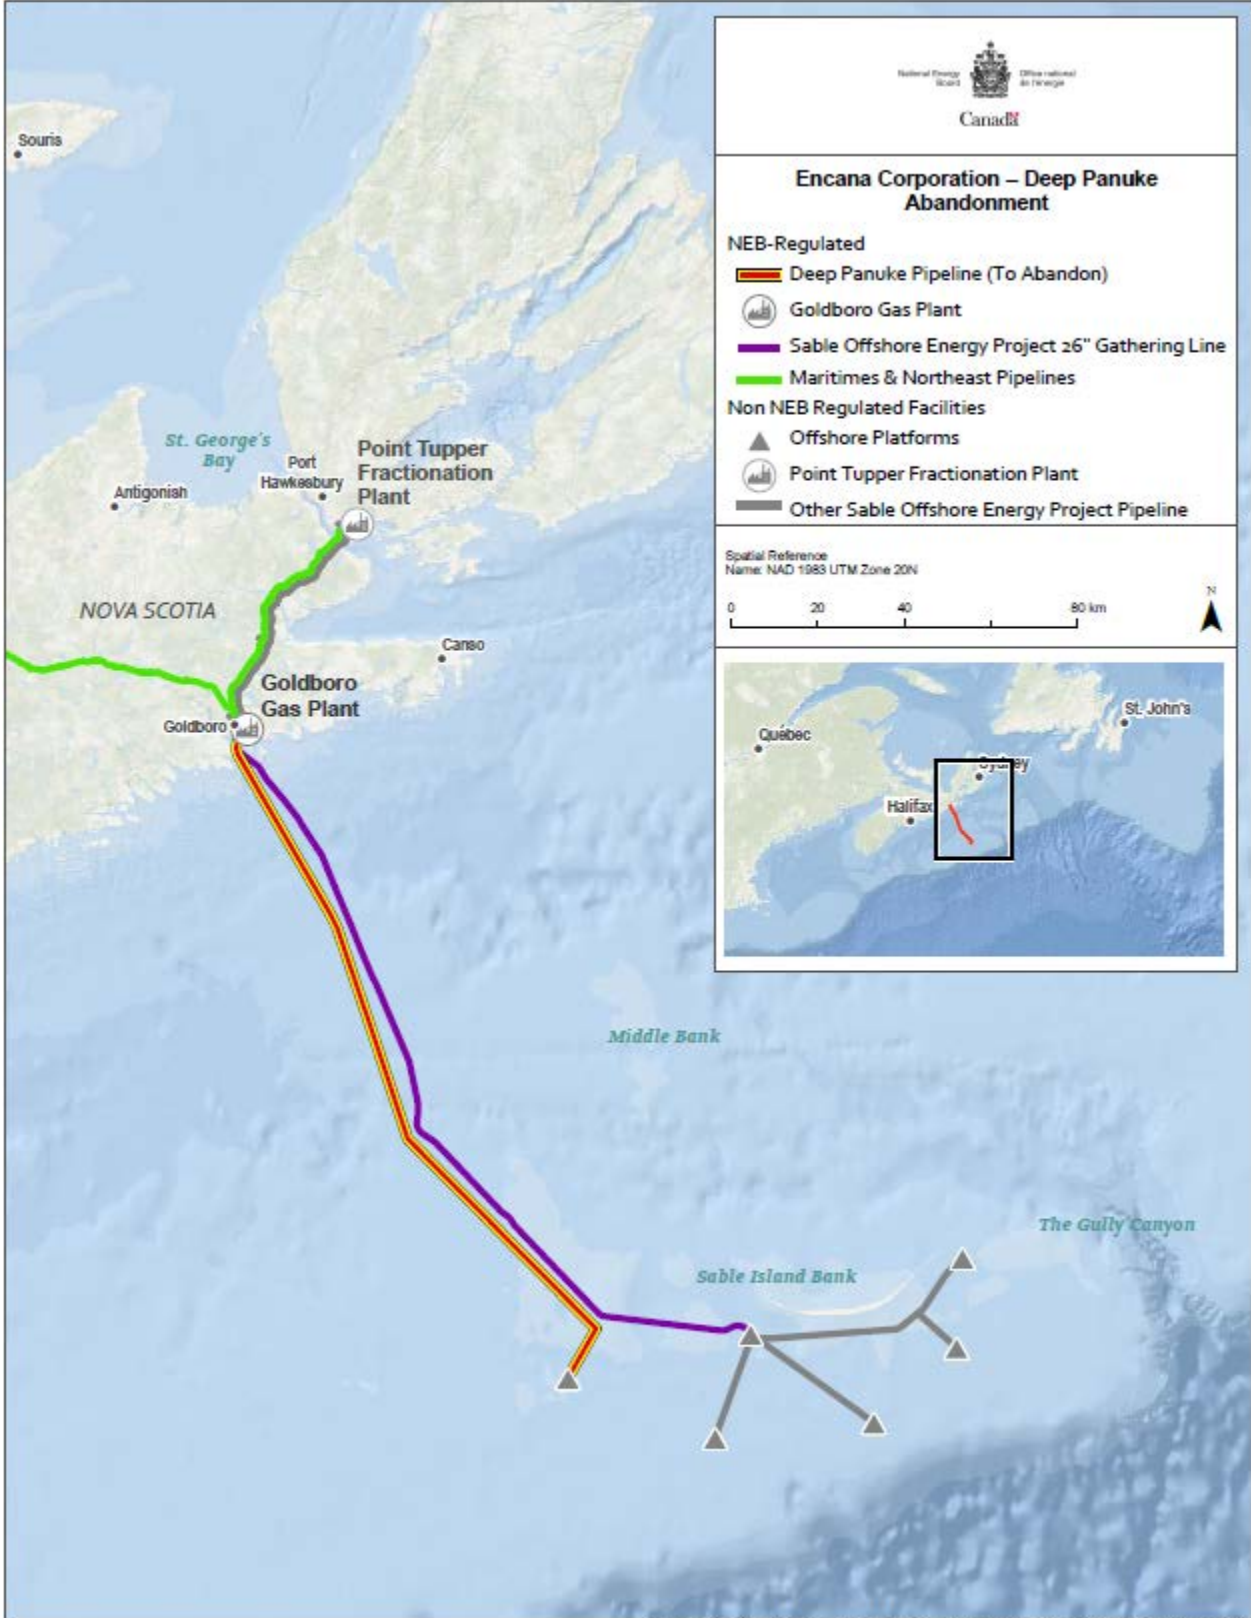 Souris
St. George's
Bay
Antigonish
Port
Hawkesbury
Point Tupper
Fractionation
Plant
NOVA SCOTIA
Canso
Goldboro
Gas Plant
Goldboro
Middle Bank
The Gully Canyon
Sable Island Bank
National Energy
Board
Office national
de l'énergie
Canada
Encana Corporation – Deep Panuke
Abandonment
NEB-Regulated
Deep Panuke Pipeline (To Abandon)
Goldboro Gas Plant
Sable Offshore Energy Project 26" Gathering Line
Maritimes & Northeast Pipelines
Non NEB Regulated Facilities
Offshore Platforms
Point Tupper Fractionation Plant
Other Sable Offshore Energy Project Pipeline
Spatial Reference
Name: NAD 1983 UTM Zone 20N
N
0 20 40 80 km
St. John's
Québec
Sydney
Halifax